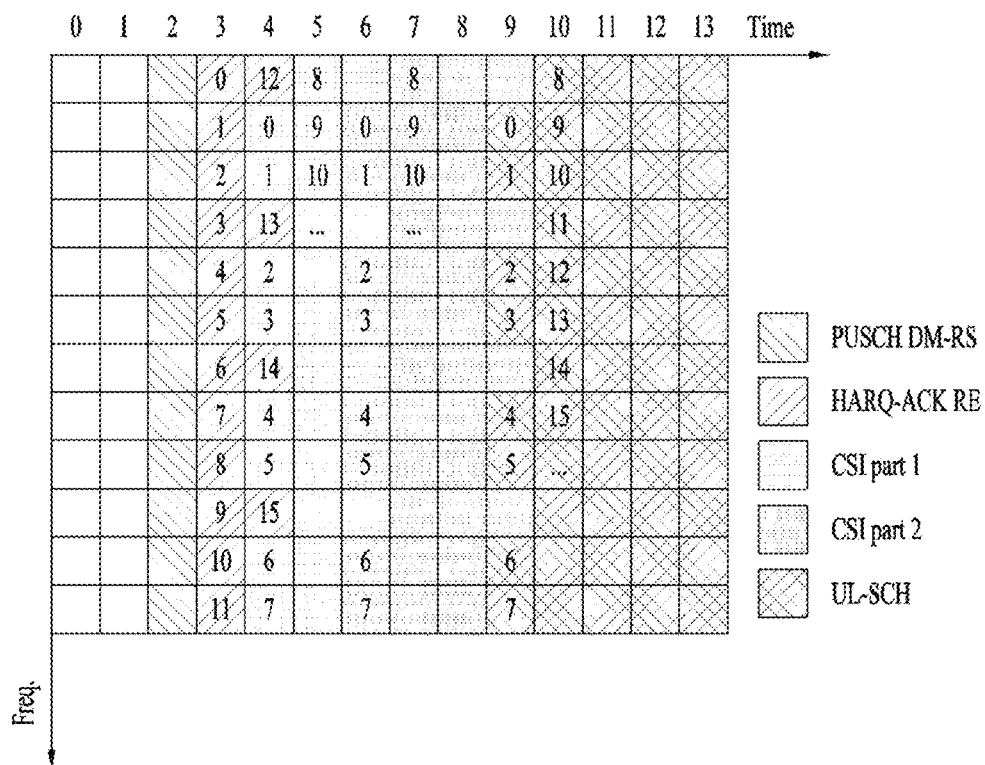 0 1 2 3 4 5 6 7 8 9 10 11 12 13 Time
0 12 8 8 8
1 0 9 0 9 0 9
2 1 10 1 10 1 10
3 13 ... ... 11
4 2 2 2 12
5 3 3 3 13
6 14 14
7 4 4 4 15
8 5 5 5 ...
9 15
10 6 6 6
11 7 7 7
PUSCH DM-RS
HARQ-ACK RE
CSI part 1
CSI part 2
UL-SCH
Freq.